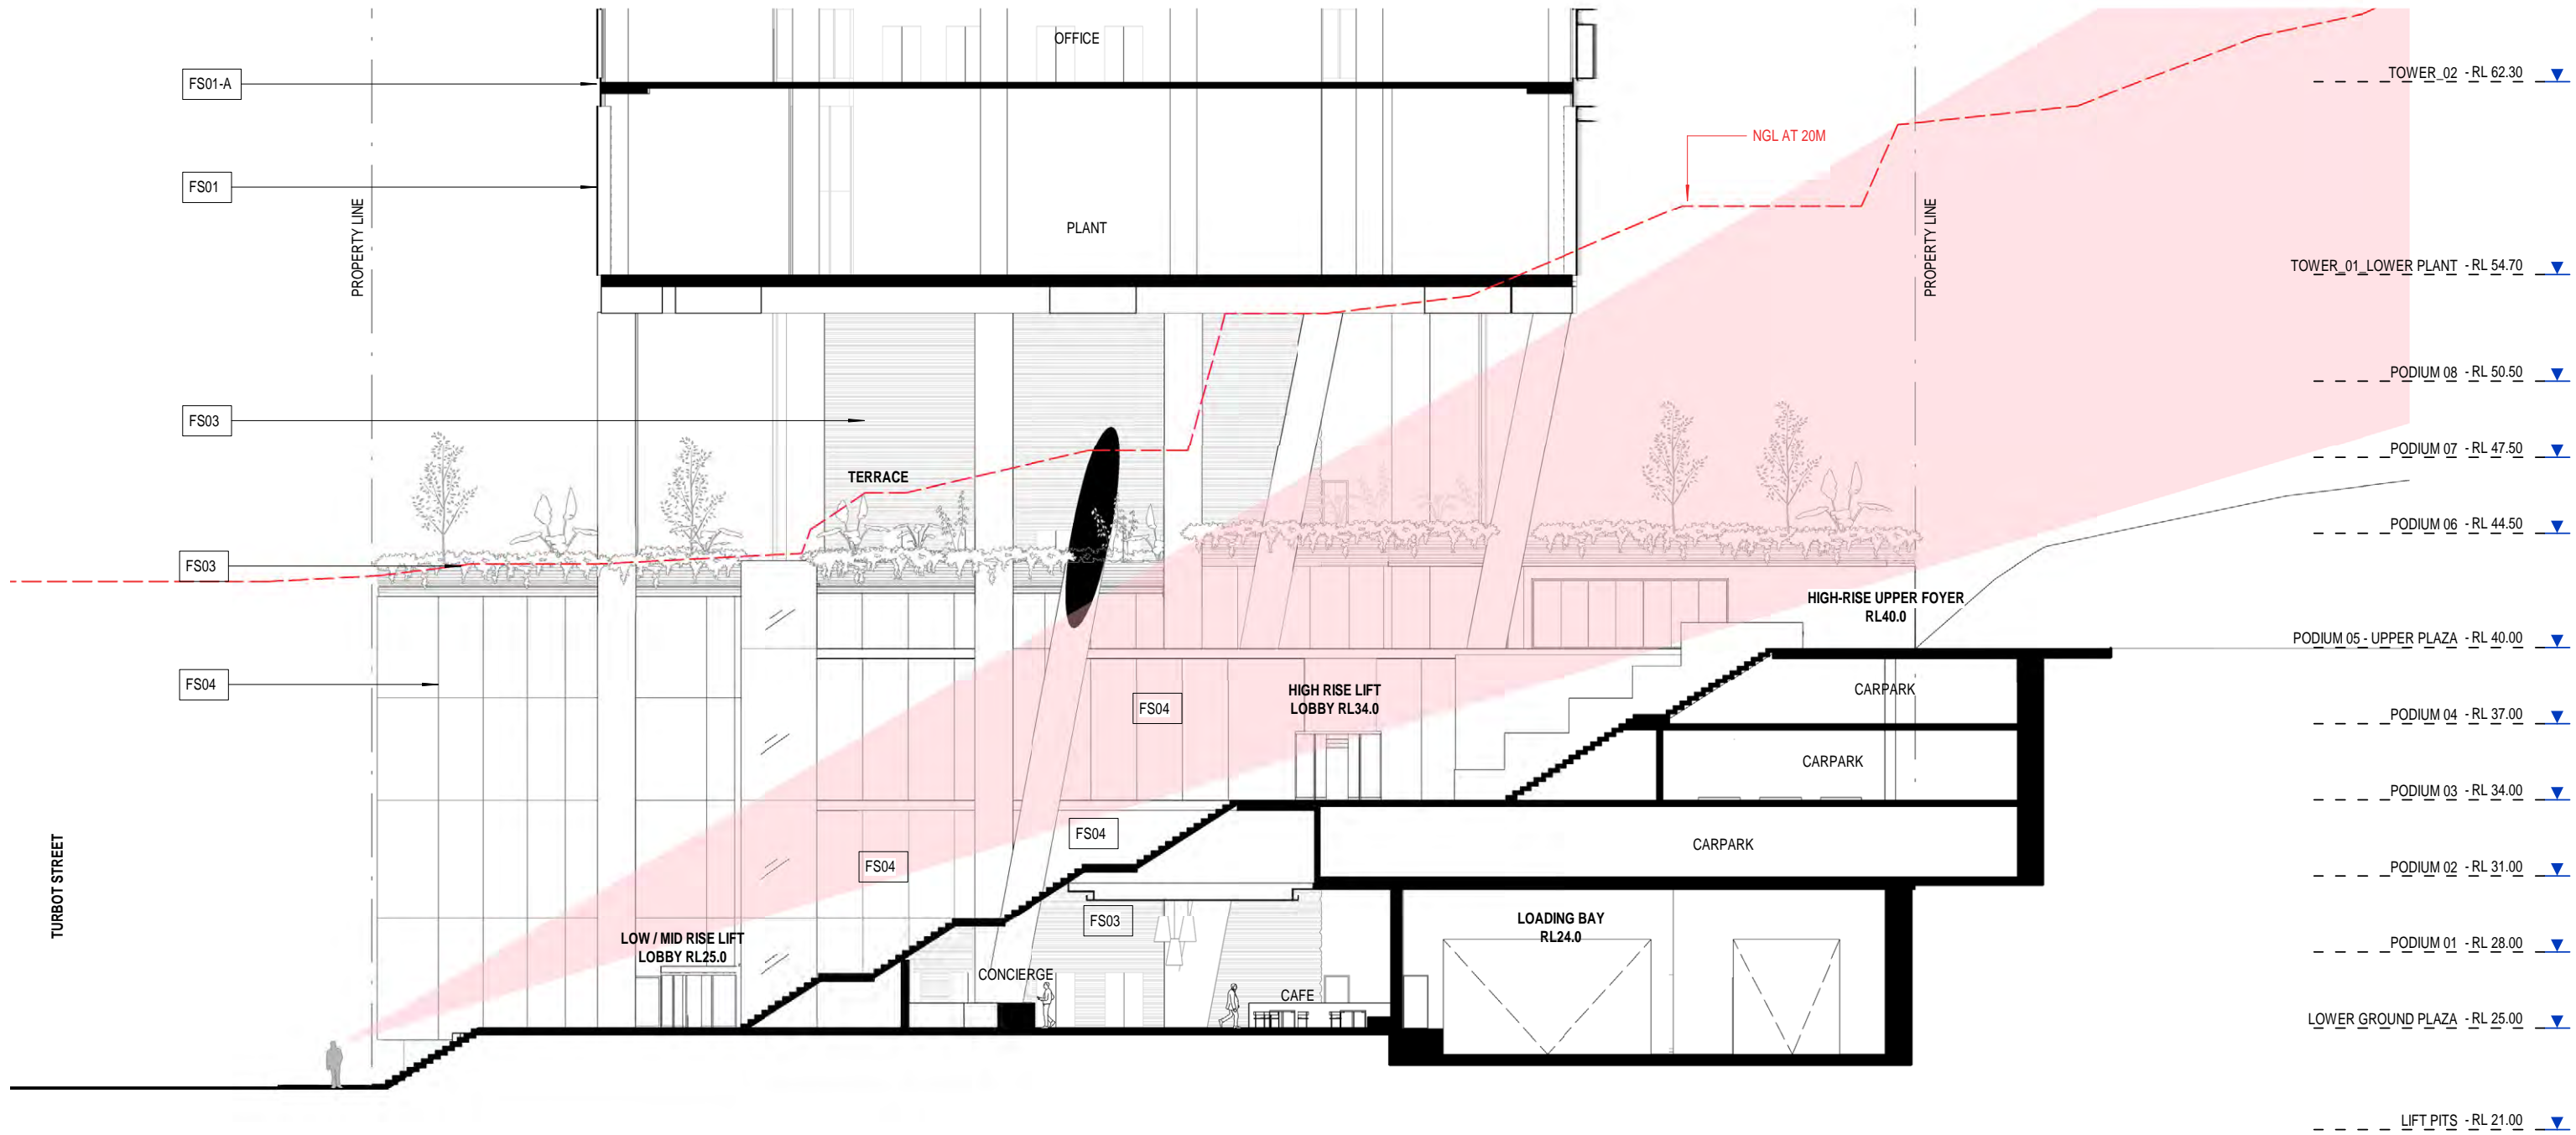 OFFICE
FS01-A
TOWER_02 - RL 62.30
NGL AT 20M
FS01
PROPERTY LINE
PROPERTY LINE
PLANT
TOWER_01_LOWER PLANT - RL 54.70
PODIUM 08 - RL 50.50
FS03
PODIUM 07 - RL 47.50
TERRACE
PODIUM 06 - RL 44.50
FS03
HIGH-RISE UPPER FOYER
RL40.0
PODIUM 05 - UPPER PLAZA - RL 40.00
FS04
FS04
HIGH RISE LIFT
LOBBY RL34.0
CARPARK
PODIUM 04 - RL 37.00
CARPARK
PODIUM 03 - RL 34.00
FS04
CARPARK
FS04
PODIUM 02 - RL 31.00
TURBOT STREET
FS03
LOADING BAY
RL24.0
LOW / MID RISE LIFT
LOBBY RL25.0
PODIUM 01 - RL 28.00
CONCIERGE
CAFE
LOWER GROUND PLAZA - RL 25.00
LIFT PITS - RL 21.00